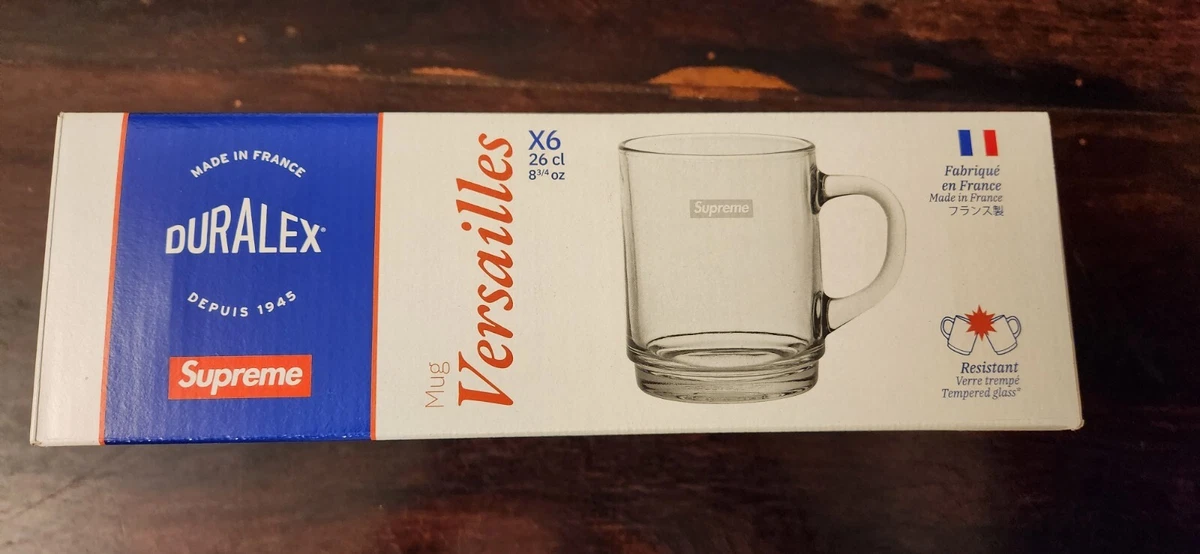 MADE IN FRANCE
DURALEX®
DEPUIS 1945
Supreme
Mug
Versailles
X6
26 cl
8 3/4 oz
Supreme
Fabriqué
en France
Made in France
フランス製
Resistant
Verre trempé
Tempered glass*